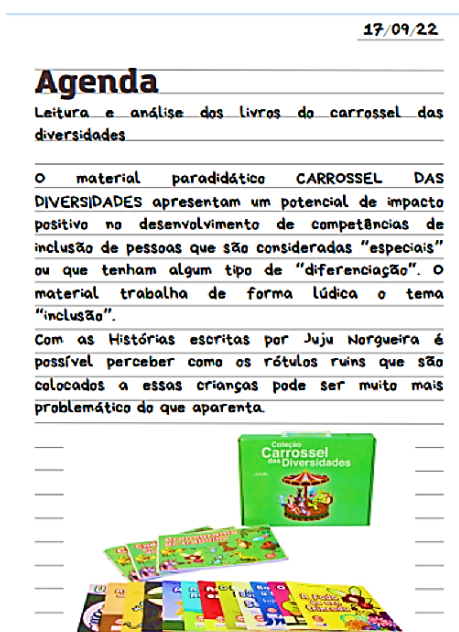 17/09/22
Agenda
Leitura e análise dos livros do carrossel das
diversidades
O material paradidático CARROSSEL DAS
DIVERSIDADES apresentam um potencial de impacto
positivo no desenvolvimento de competências de
inclusão de pessoas que são consideradas "especiais"
ou que tenham algum tipo de "diferenciação". O
material trabalha de forma lúdica o tema
"inclusão".
Com as Histórias escritas por Juju Norgueira é
possível perceber como os rótulos ruins que são
colocados a essas crianças pode ser muito mais
problemático do que aparenta.
Coleção
Carrossel
das Diversidades